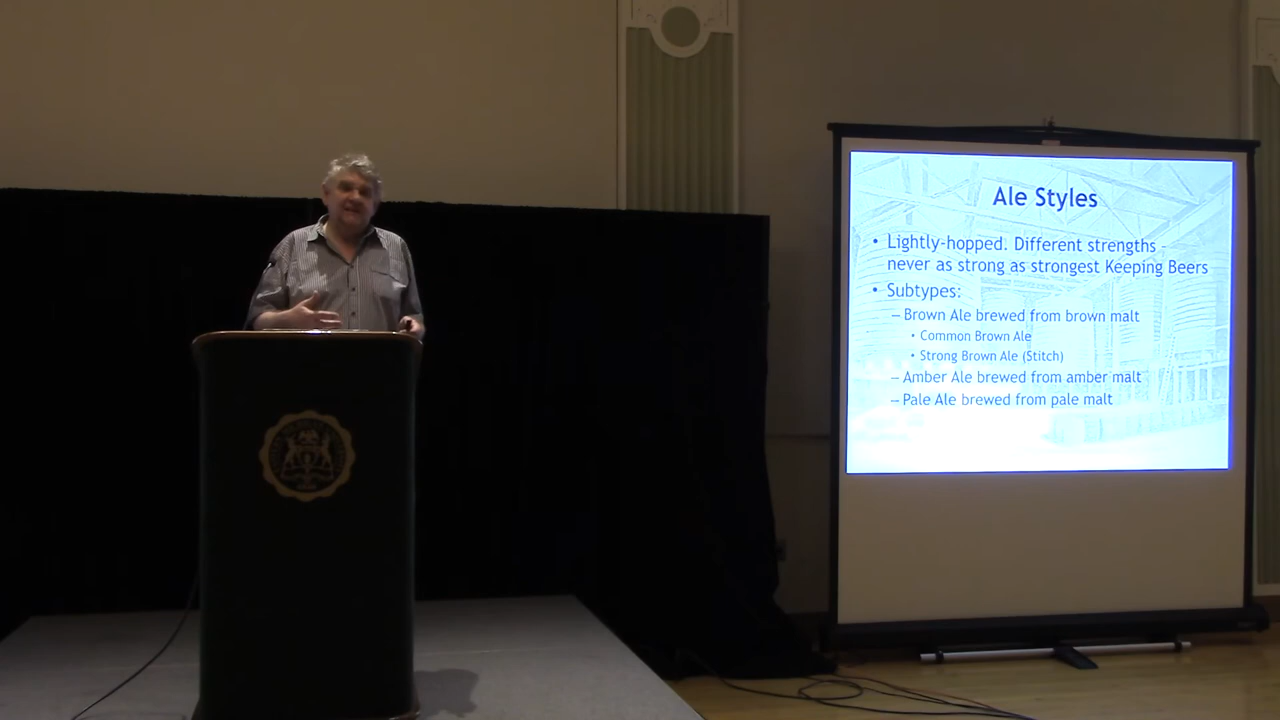 Ale Styles
• Lightly-hopped. Different strengths –
never as strong as strongest Keeping Beers
• Subtypes:
– Brown Ale brewed from brown malt
• Common Brown Ale
• Strong Brown Ale (Stitch)
– Amber Ale brewed from amber malt
– Pale Ale brewed from pale malt